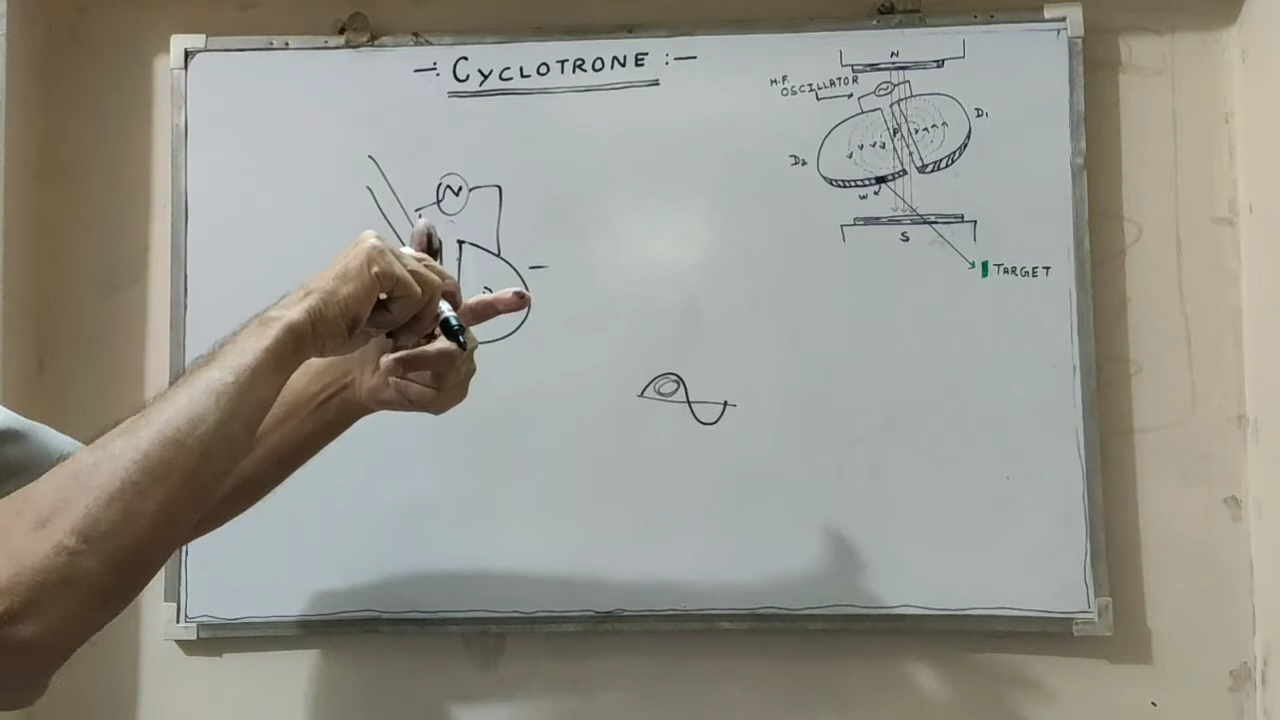 -: CYCLOTRONE :-
N
H.F.
OSCILLATOR
D1
P
D2
W
S
TARGET